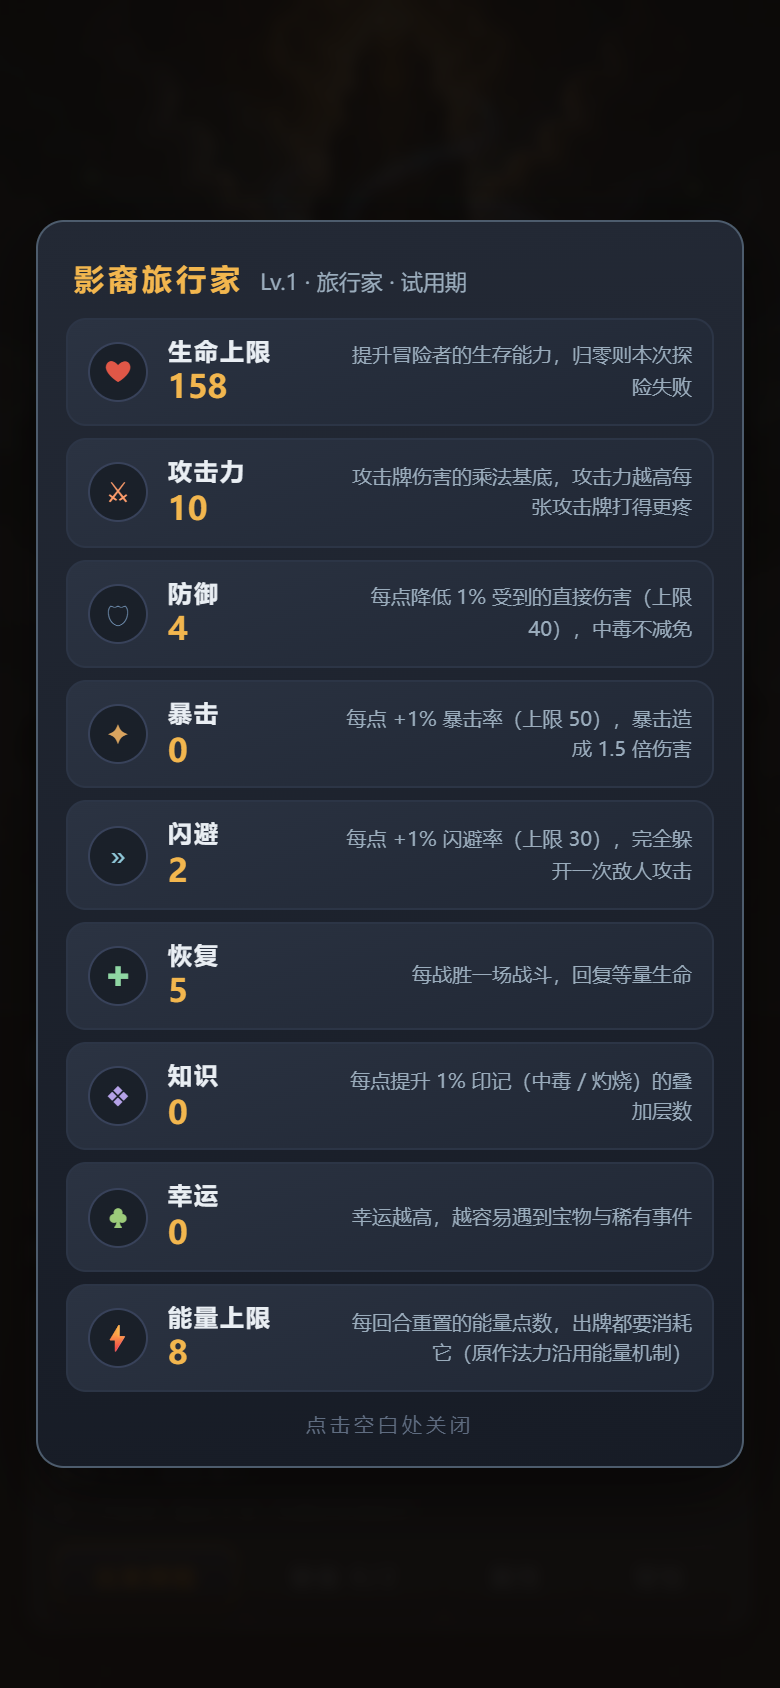 影裔旅行家 Lv.1 · 旅行家 · 试用期
生命上限
158
提升冒险者的生存能力，归零则本次探
险失败
攻击力
10
攻击牌伤害的乘法基底，攻击力越高每
张攻击牌打得更疼
防御
4
每点降低 1% 受到的直接伤害（上限
40），中毒不减免
暴击
0
每点 +1% 暴击率（上限 50），暴击造
成 1.5 倍伤害
闪避
2
每点 +1% 闪避率（上限 30），完全躲
开一次敌人攻击
恢复
5
每战胜一场战斗，回复等量生命
知识
0
每点提升 1% 印记（中毒 / 灼烧）的叠
加层数
幸运
0
幸运越高，越容易遇到宝物与稀有事件
能量上限
8
每回合重置的能量点数，出牌都要消耗
它（原作法力沿用能量机制）
点击空白处关闭